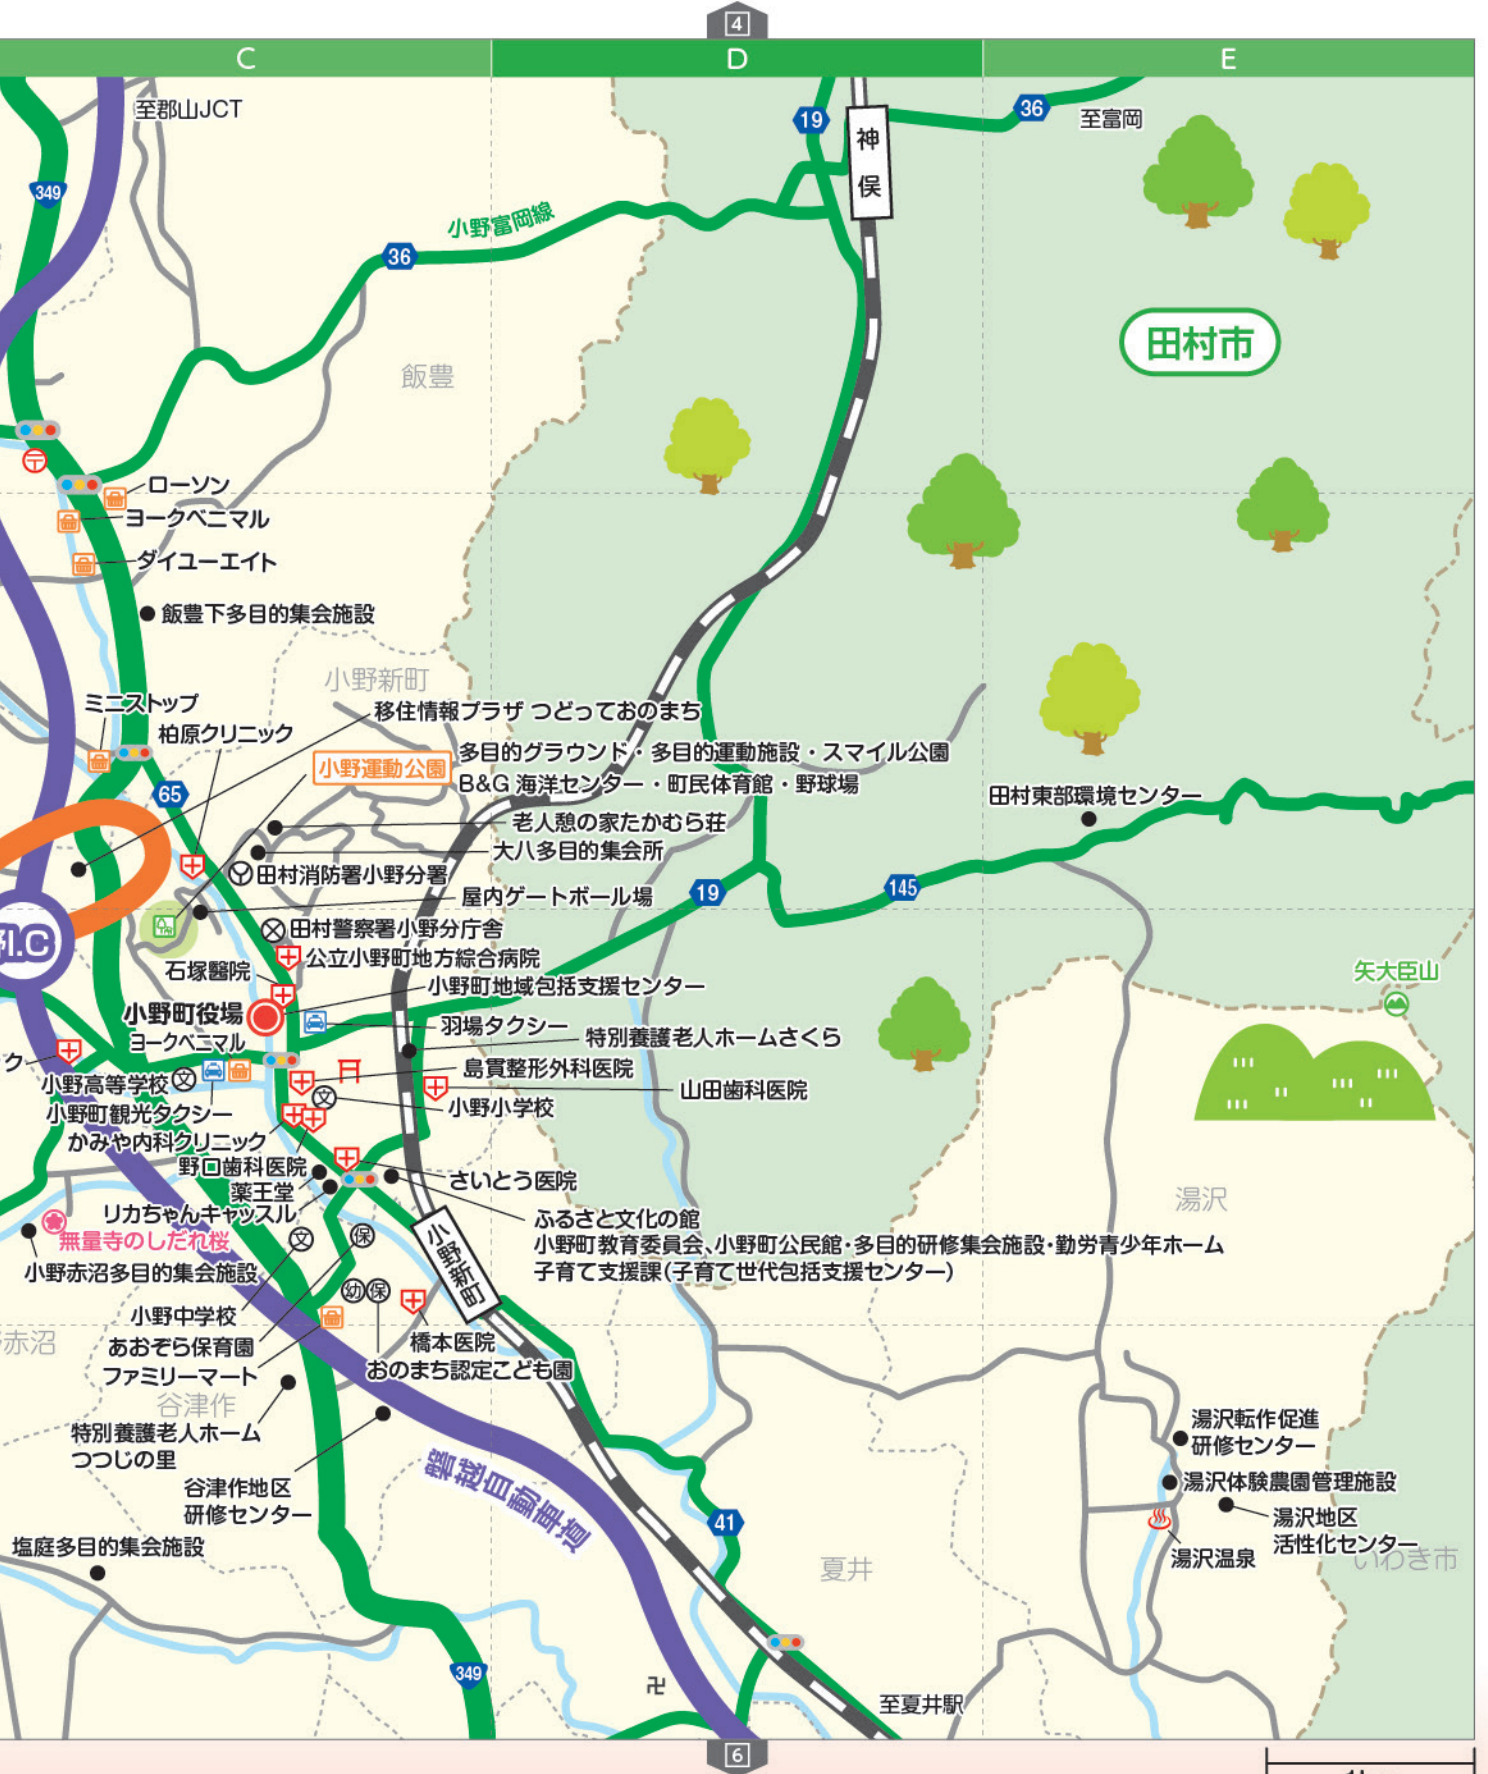 4
C
D
E
至郡山JCT
349
19
神俣
36
至富岡
小野富岡線
36
田村市
飯豊
〒
ローソン
ヨークベニマル
ダイユーエイト
飯豊下多目的集会施設
小野新町
ミニストップ
移住情報プラザ つどっておのまち
柏原クリニック
小野運動公園
多目的グラウンド・多目的運動施設・スマイル公園
B&G 海洋センター・町民体育館・野球場
65
田村東部環境センター
老人憩の家たかむら荘
大八多目的集会所
田村消防署小野分署
19
145
屋内ゲートボール場
田村警察署小野分庁舎
I.C
公立小野町地方綜合病院
石塚醫院
矢大臣山
小野町地域包括支援センター
小野町役場
羽場タクシー
ヨークベニマル
特別養護老人ホームさくら
ク
島貫整形外科医院
小野高等学校
文
山田歯科医院
文
小野小学校
小野町観光タクシー
かみや内科クリニック
野口歯科医院
さいとう医院
薬王堂
湯沢
リカちゃんキャッスル
ふるさと文化の館
小野町教育委員会、小野町公民館・多目的研修集会施設・勤労青少年ホーム
子育て支援課(子育て世代包括支援センター)
無量寺のしだれ桜
文
保
小野新町
小野赤沼多目的集会施設
幼
保
小野中学校
赤沼
あおぞら保育園
橋本医院
ファミリーマート
おのまち認定こども園
谷津作
特別養護老人ホーム
つつじの里
湯沢転作促進
研修センター
谷津作地区
研修センター
磐越自動車道
湯沢体験農園管理施設
湯沢地区
活性化センター
41
塩庭多目的集会施設
湯沢温泉
いわき市
夏井
349
卍
至夏井駅
6